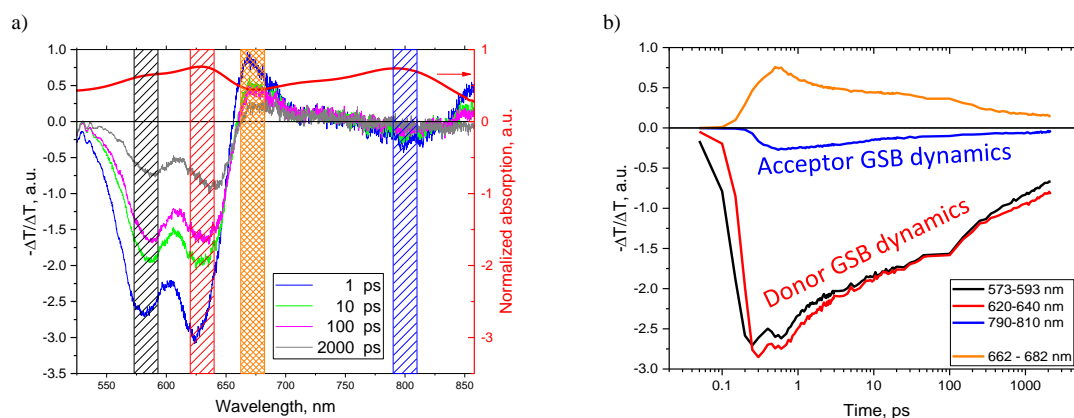 a)
-ΔT/ΔT, a.u.
1.0
0.5
0.0
-0.5
-1.0
-1.5
-2.0
-2.5
-3.0
-3.5
550
600
650
700
750
800
850
Wavelength, nm
1
0
-1
-2
-3
Normalized absorption, a.u.
1 ps
10 ps
100 ps
2000 ps
b)
-ΔT/ΔT, a.u.
1.0
0.5
0.0
-0.5
-1.0
-1.5
-2.0
-2.5
-3.0
0.1
1
10
100
1000
Time, ps
Acceptor GSB dynamics
Donor GSB dynamics
573-593 nm
620-640 nm
790-810 nm
662 - 682 nm